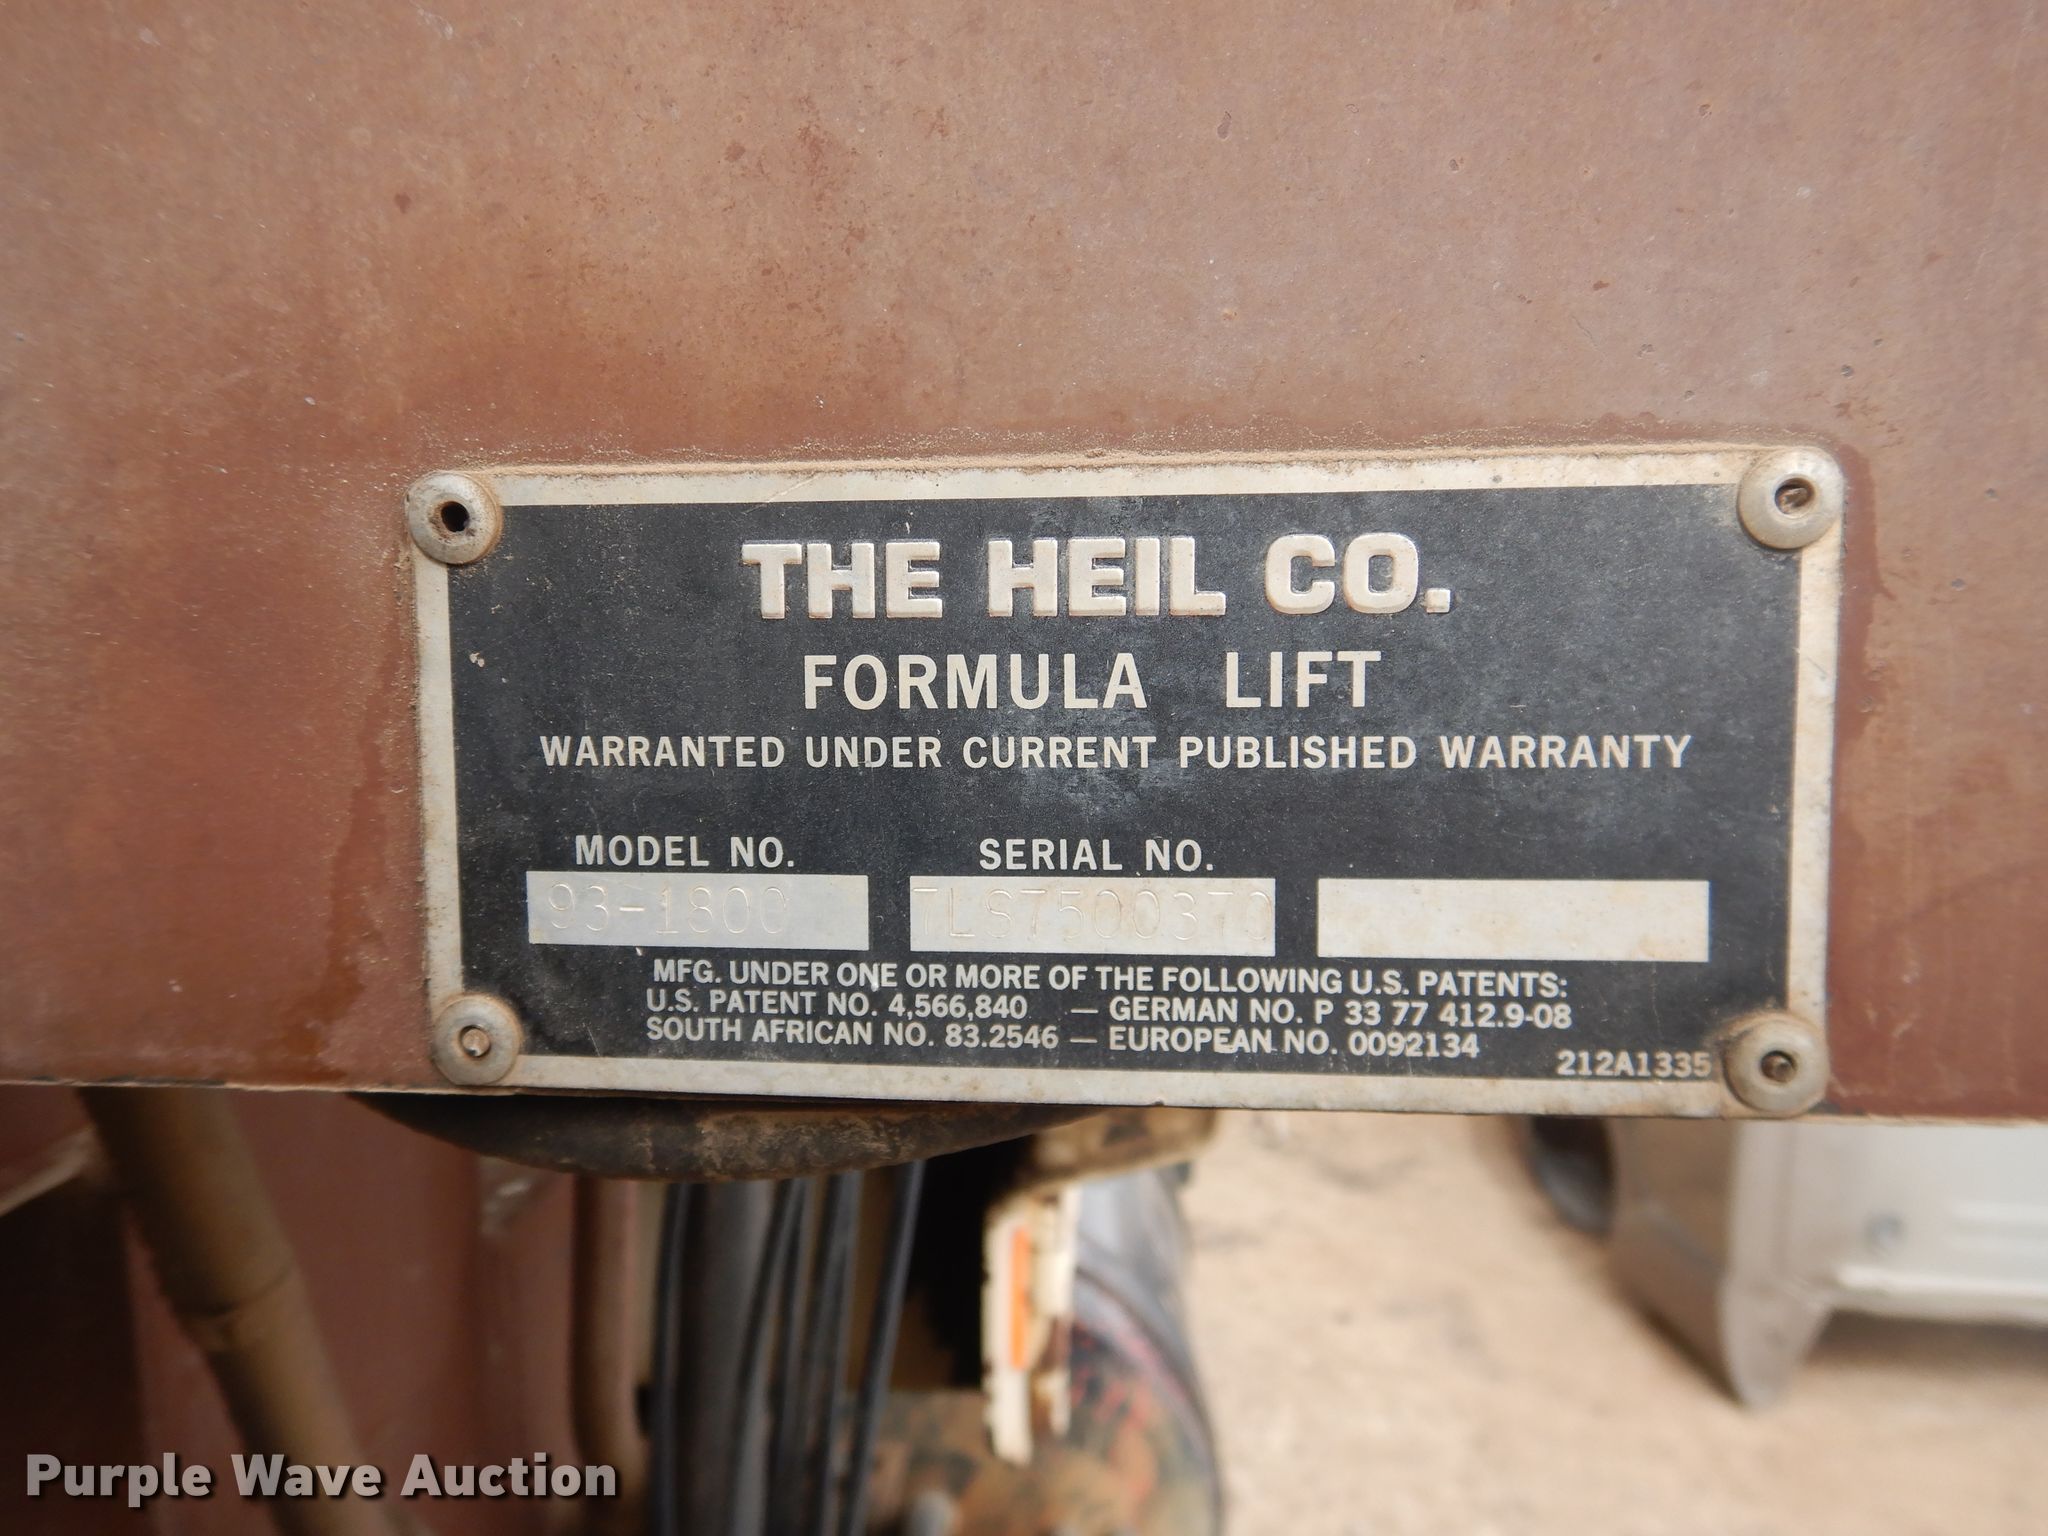 THE HEIL CO.
FORMULA LIFT
WARRANTED UNDER CURRENT PUBLISHED WARRANTY
MODEL NO. SERIAL NO.
93-1800 7LS7500370
MFG. UNDER ONE OR MORE OF THE FOLLOWING U.S. PATENTS:
U.S. PATENT NO. 4,566,840 — GERMAN NO. P 33 77 412.9-08
SOUTH AFRICAN NO. 83.2546 — EUROPEAN NO. 0092134
212A1335
Purple Wave Auction